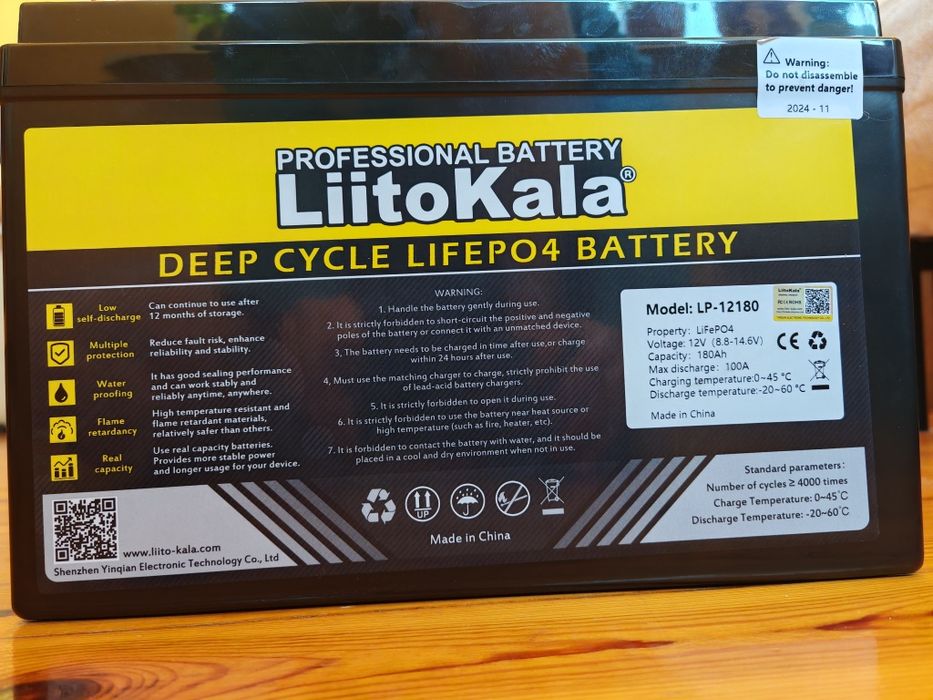 Warning:
Do not disassemble
to prevent danger!
2024 - 11
PROFESSIONAL BATTERY
LiitoKala®
DEEP CYCLE LIFEPO4 BATTERY
Low
self-discharge
Can continue to use after
12 months of storage.
Multiple
protection
Reduce fault risk, enhance
reliability and stability.
Water
proofing
It has good sealing performance
and can work stably and
reliably anytime, anywhere.
Flame
retardancy
High temperature resistant and
flame retardant materials,
relatively safer than others.
Real
capacity
Use real capacity batteries.
Provides more stable power
and longer usage for your device.
WARNING:
1. Handle the battery gently during use.
2. It is strictly forbidden to short-circuit the positive and negative
poles of the battery or connect it with an unmatched device.
3. The battery needs to be charged in time after use,or charge
within 24 hours after use.
4, Must use the matching charger to charge, strictly prohibit the use
of lead-acid battery chargers.
5. It is strictly forbidden to open it during use.
6. It is strictly forbidden to use the battery near heat source or
high temperature (such as fire, heater, etc).
7. It is forbidden to contact the battery with water, and it should be
placed in a cool and dry environment when not in use.
Model: LP-12180
LiitoKala
Property: LiFePO4
Voltage: 12V (8.8-14.6V)
Capacity: 180Ah
Max discharge: 100A
Charging temperature:0~45 °C
Discharge temperature:-20~60 °C
Made in China
CE
UP
Made in China
Standard parameters:
Number of cycles ≥ 4000 times
Charge Temperature: 0~45°C
Discharge Temperature: -20~60°C
www.liito-kala.com
Shenzhen Yinqian Electronic Technology Co., Ltd